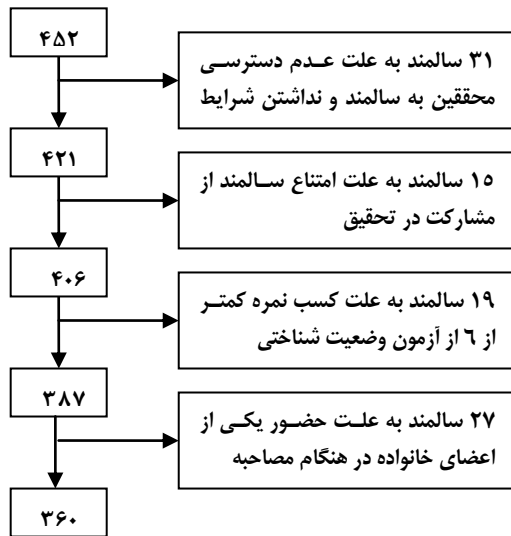 ۴۵۲
۳۱ سالمند به علت عدم دسترسی
محققین به سالمند و نداشتن شرایط
۴۲۱
۱۵ سالمند به علت امتناع سالمند از
مشارکت در تحقیق
۴۰۶
۱۹ سالمند به علت کسب نمره کمتر
از ٦ از آزمون وضعیت شناختی
۳۸۷
۲۷ سالمند به علت حضور یکی از
اعضای خانواده در هنگام مصاحبه
۳۶۰